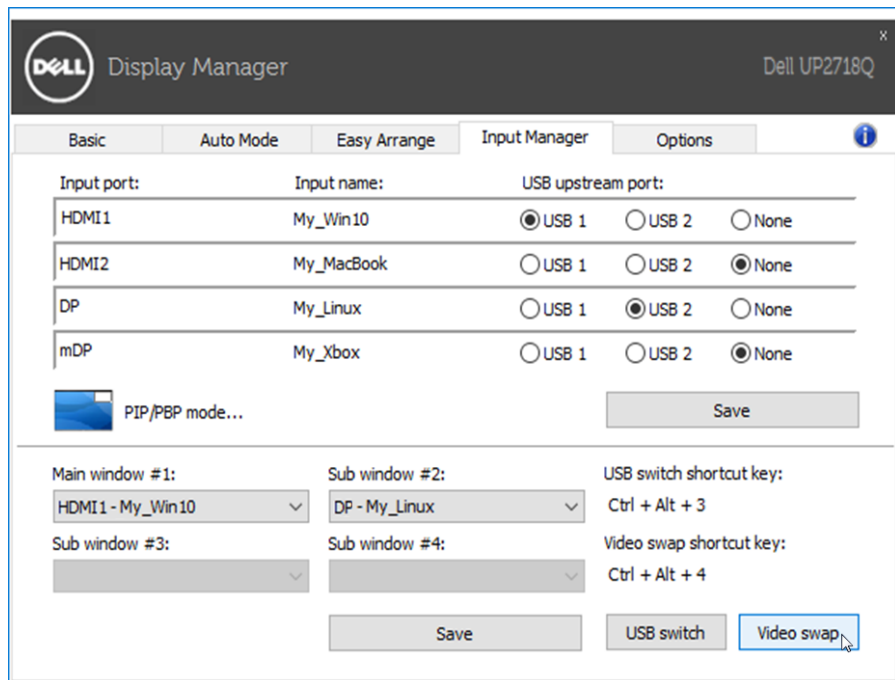 x
DELL Display Manager Dell UP2718Q
Basic Auto Mode Easy Arrange Input Manager Options i
Input port: Input name: USB upstream port:
HDMI1 My_Win10 USB 1 USB 2 None
HDMI2 My_MacBook USB 1 USB 2 None
DP My_Linux USB 1 USB 2 None
mDP My_Xbox USB 1 USB 2 None
PIP/PBP mode... Save
Main window #1: Sub window #2: USB switch shortcut key:
HDMI1 - My_Win10 DP - My_Linux Ctrl + Alt + 3
Sub window #3: Sub window #4: Video swap shortcut key:
Ctrl + Alt + 4
Save USB switch Video swap